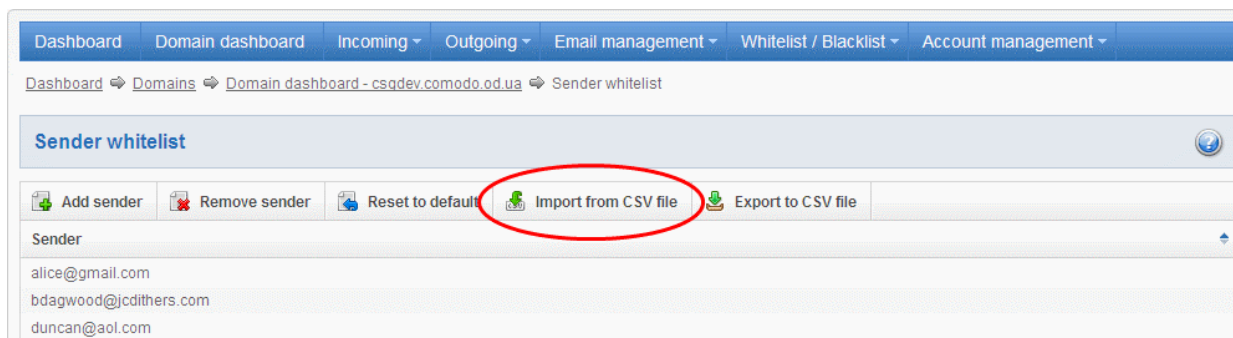 Dashboard Domain dashboard Incoming Outgoing Email management Whitelist / Blacklist Account management
Dashboard Domains Domain dashboard - csgdev.comodo.od.ua Sender whitelist
Sender whitelist
Add sender Remove sender Reset to default Import from CSV file Export to CSV file
Sender
alice@gmail.com
bdagwood@jcdithers.com
duncan@aol.com